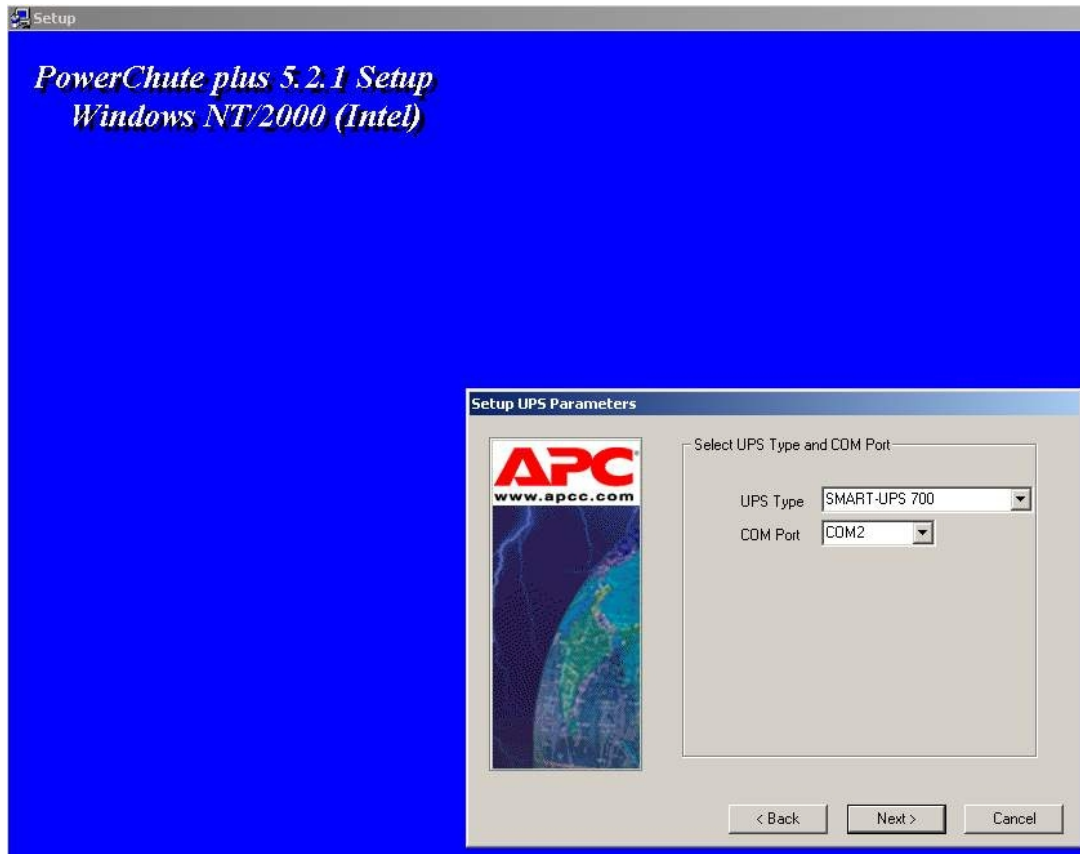 Setup
PowerChute plus 5.2.1 Setup
Windows NT/2000 (Intel)
Setup UPS Parameters
APC
www.apcc.com
Select UPS Type and COM Port
UPS Type SMART-UPS 700
COM Port COM2
< Back Next > Cancel